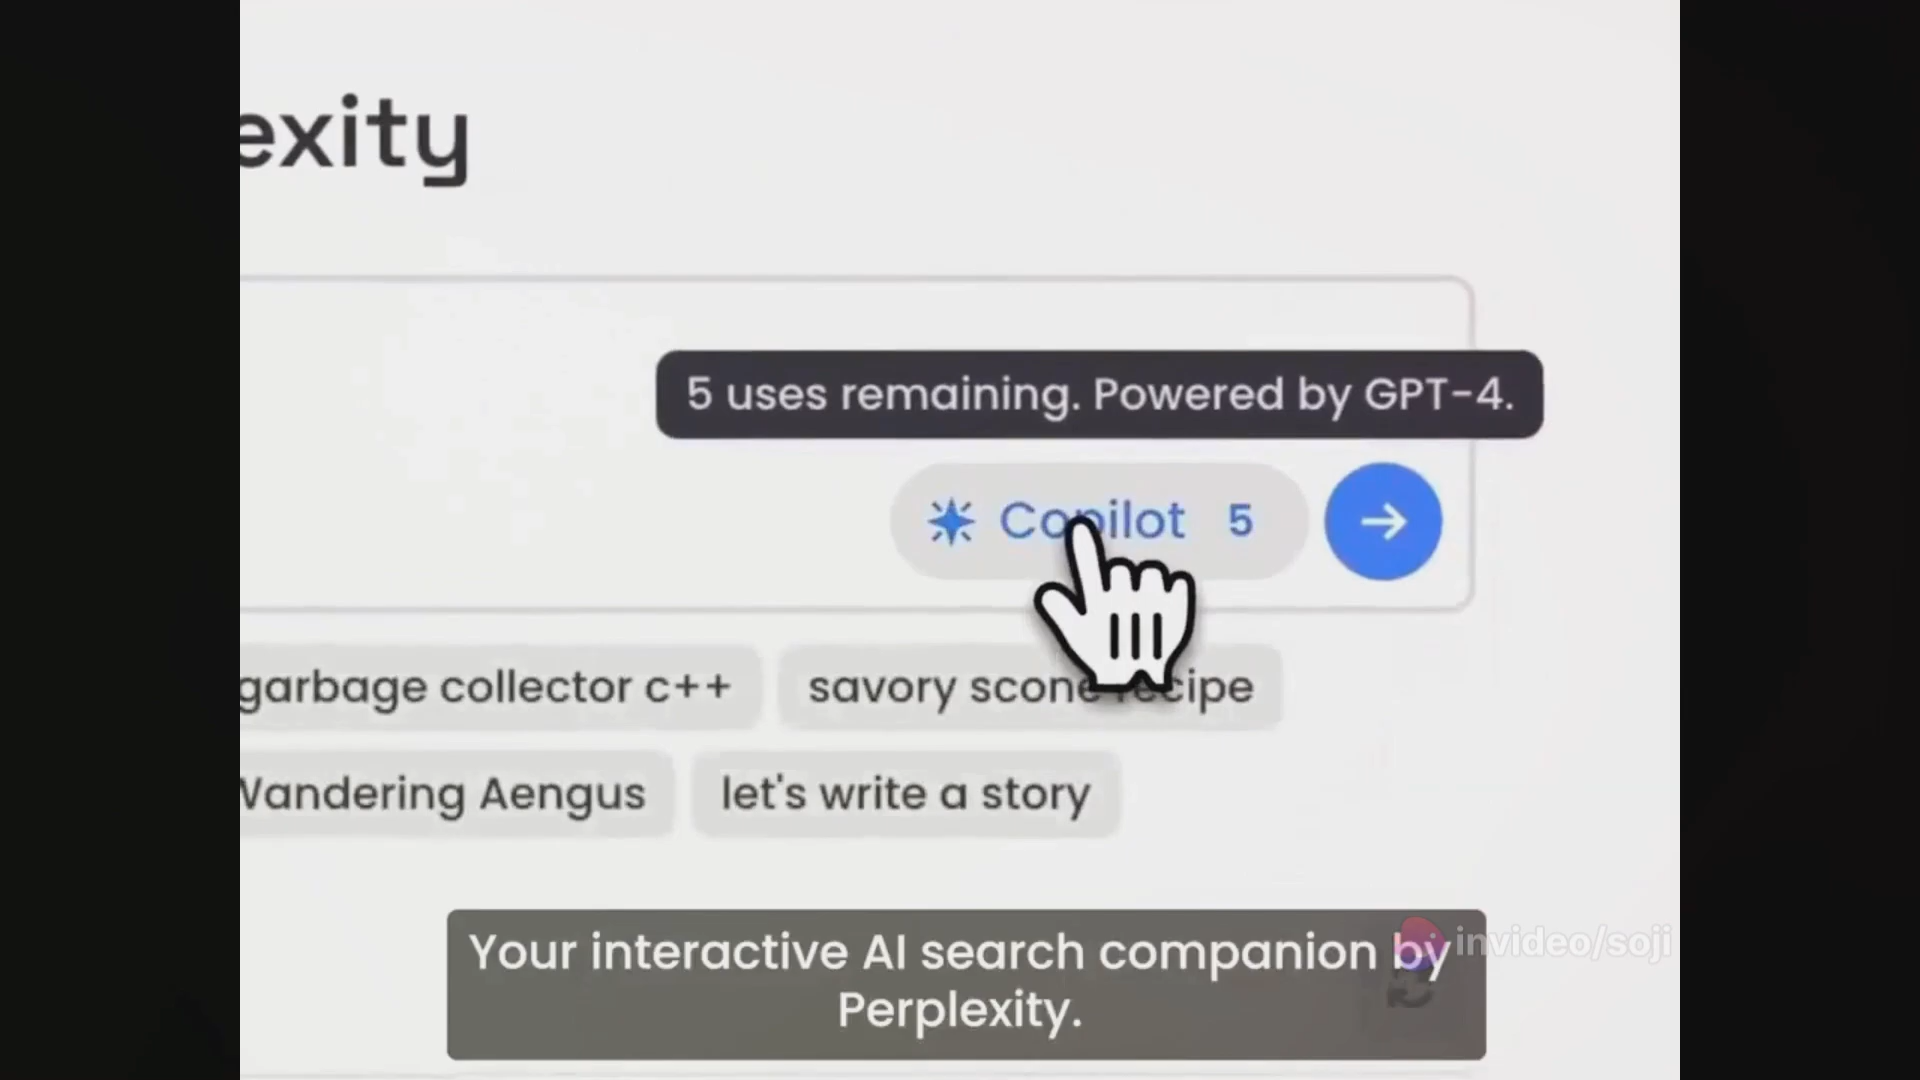 exity
5 uses remaining. Powered by GPT-4.
Copilot 5
garbage collector c++
savory scone recipe
Wandering Aengus
let's write a story
Your interactive AI search companion by
Perplexity.
invideo/soji